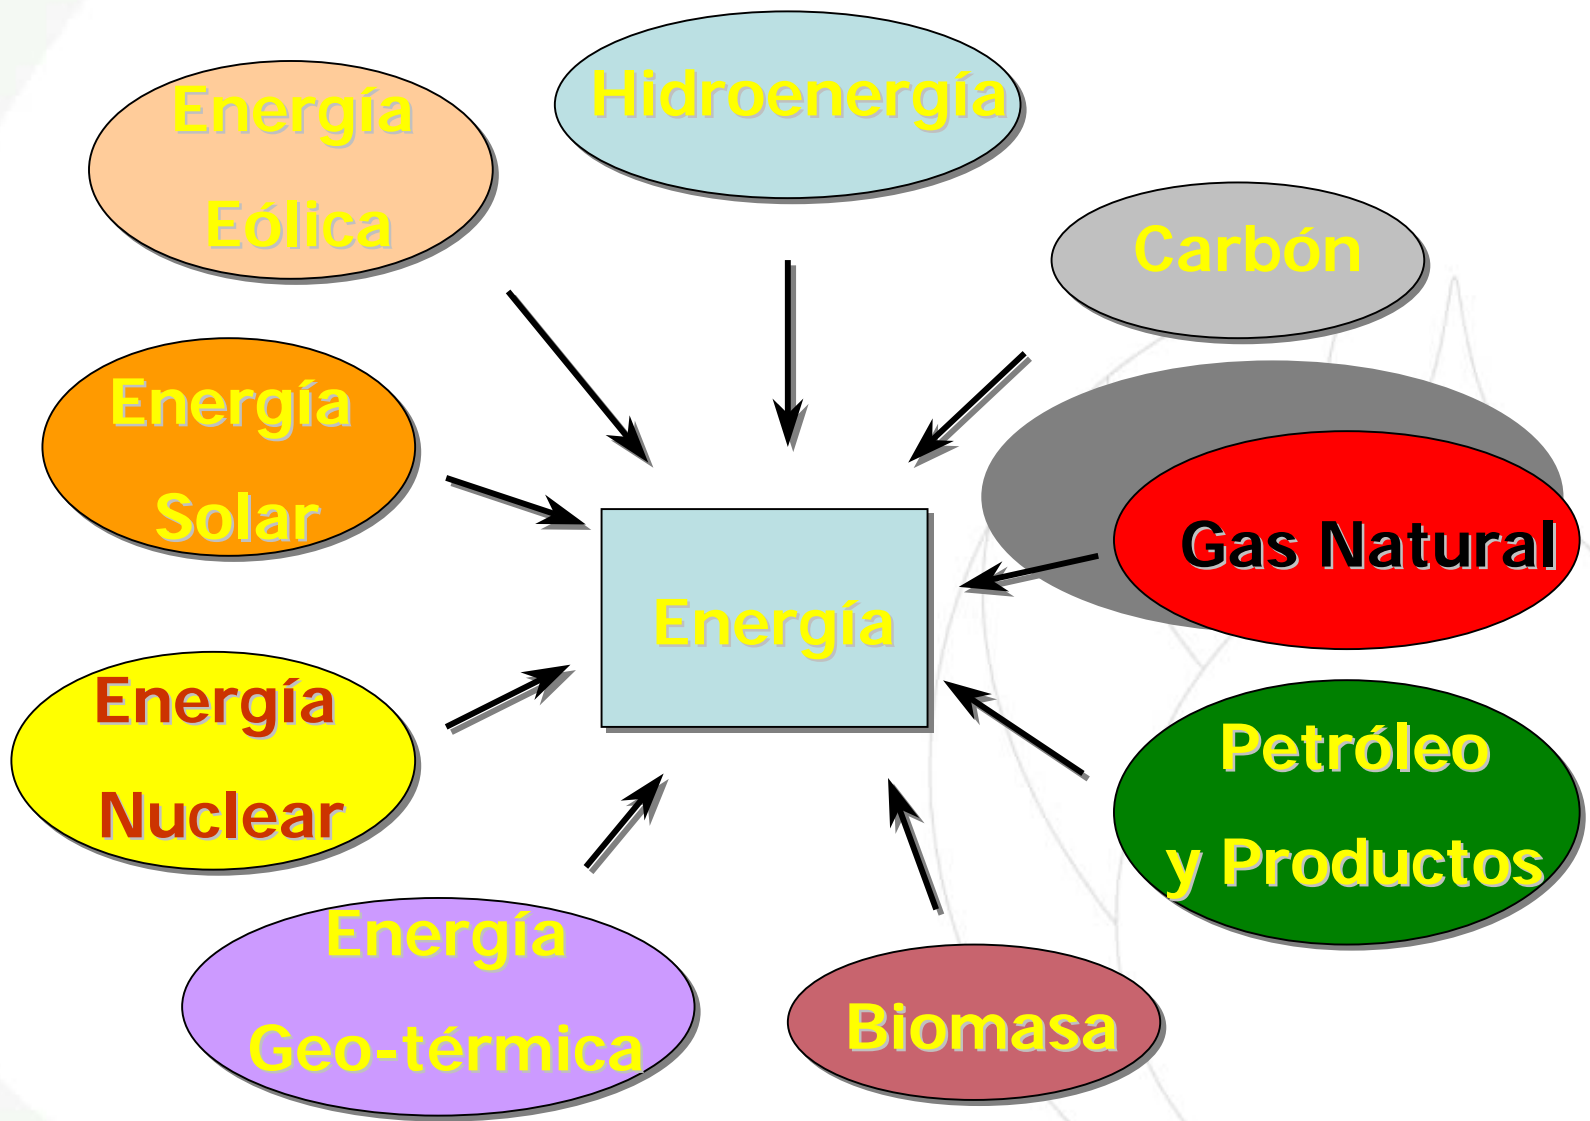 Hidroenergía
Energía
Eólica
Carbón
Energía
Solar
Gas Natural
Energía
Energía
Nuclear
Petróleo
y Productos
Energía
Geo-térmica
Biomasa